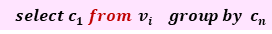 select c₁ from vᵢ group by cₙ